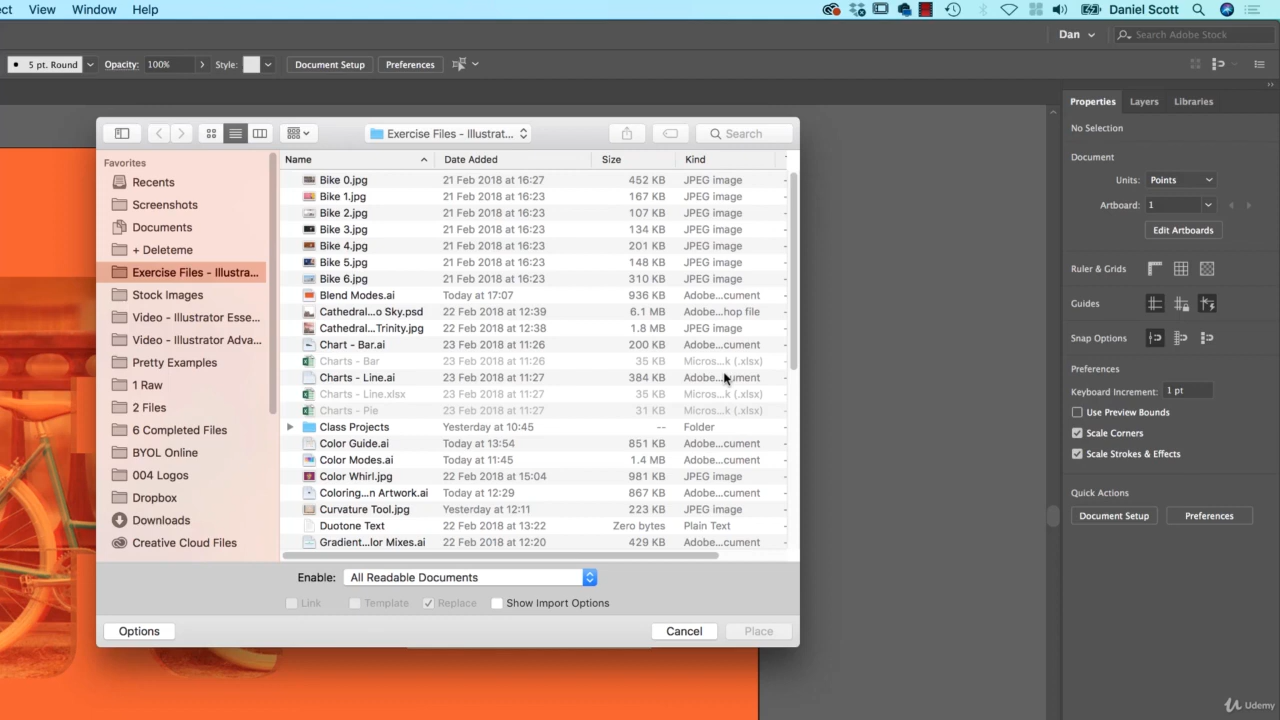 ct View Window Help Daniel Scott
Dan Search Adobe Stock
5 pt. Round Opacity: 100% Style: Document Setup Preferences
Properties Layers Libraries
No Selection
Document
Units: Points
Artboard: 1
Edit Artboards
Ruler & Grids
Guides
Snap Options
Preferences
Keyboard Increment: 1 pt
Use Preview Bounds
Scale Corners
Scale Strokes & Effects
Quick Actions
Document Setup Preferences
Exercise Files - Illustrat... Search
Favorites
Recents
Screenshots
Documents
+ Deleteme
Exercise Files - Illustra...
Stock Images
Video - Illustrator Esse...
Video - Illustrator Adva...
Pretty Examples
1 Raw
2 Files
6 Completed Files
BYOL Online
004 Logos
Dropbox
Downloads
Creative Cloud Files
Name Date Added Size Kind
Bike 0.jpg 21 Feb 2018 at 16:27 452 KB JPEG image
Bike 1.jpg 21 Feb 2018 at 16:23 167 KB JPEG image
Bike 2.jpg 21 Feb 2018 at 16:23 107 KB JPEG image
Bike 3.jpg 21 Feb 2018 at 16:23 134 KB JPEG image
Bike 4.jpg 21 Feb 2018 at 16:23 201 KB JPEG image
Bike 5.jpg 21 Feb 2018 at 16:23 148 KB JPEG image
Bike 6.jpg 21 Feb 2018 at 16:23 310 KB JPEG image
Blend Modes.ai Today at 17:07 936 KB Adobe...cument
Cathedral...o Sky.psd 22 Feb 2018 at 12:39 6.1 MB Adobe...hop file
Cathedral...Trinity.jpg 22 Feb 2018 at 12:38 1.8 MB JPEG image
Chart - Bar.ai 23 Feb 2018 at 11:26 200 KB Adobe...cument
Charts - Bar 23 Feb 2018 at 11:26 35 KB Micros...k (.xlsx)
Charts - Line.ai 23 Feb 2018 at 11:27 384 KB Adobe...cument
Charts - Line.xlsx 23 Feb 2018 at 11:27 35 KB Micros...k (.xlsx)
Charts - Pie 23 Feb 2018 at 11:27 31 KB Micros...k (.xlsx)
Class Projects Yesterday at 10:45 -- Folder
Color Guide.ai Today at 13:54 851 KB Adobe...cument
Color Modes.ai Today at 11:45 1.4 MB Adobe...cument
Color Whirl.jpg 22 Feb 2018 at 15:04 981 KB JPEG image
Coloring...n Artwork.ai Today at 12:29 867 KB Adobe...cument
Curvature Tool.jpg Yesterday at 12:11 223 KB JPEG image
Duotone Text 22 Feb 2018 at 13:22 Zero bytes Plain Text
Gradient...lor Mixes.ai 22 Feb 2018 at 12:20 429 KB Adobe...cument
Enable: All Readable Documents
Link Template Replace Show Import Options
Options Cancel Place
Udemy